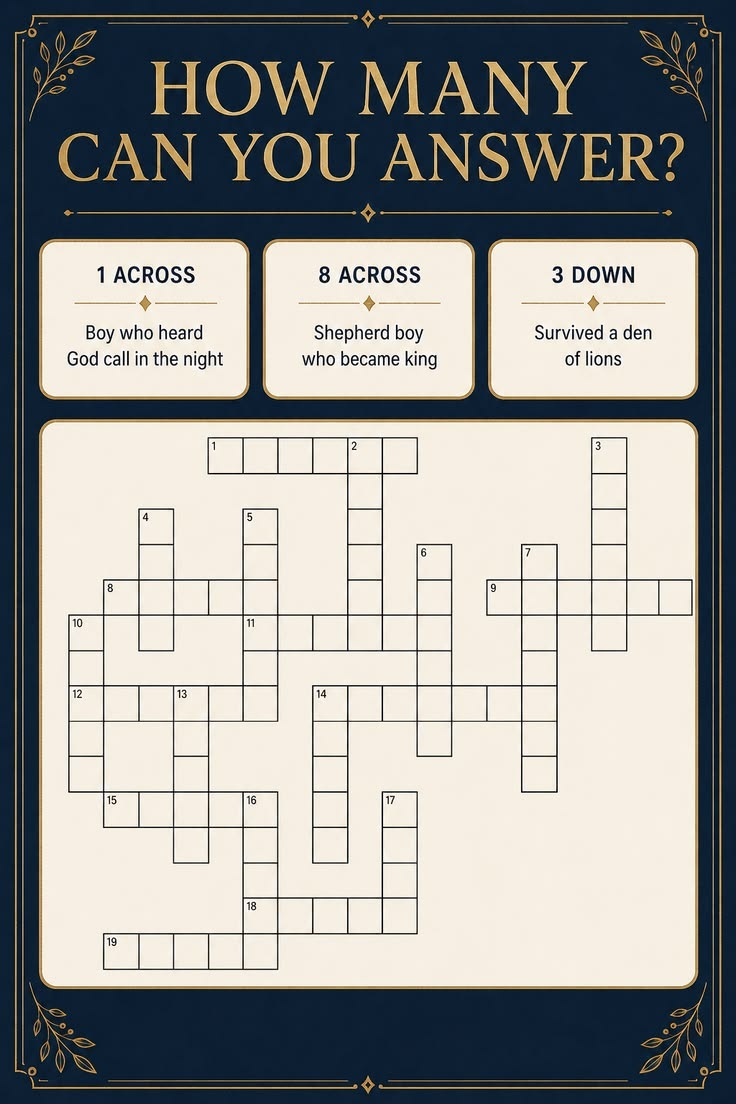 HOW MANY
CAN YOU ANSWER?
1 ACROSS
Boy who heard
God call in the night
8 ACROSS
Shepherd boy
who became king
3 DOWN
Survived a den
of lions
1 2 3
4 5
6 7
8 9
10 11
12 13 14
15 16 17
18
19